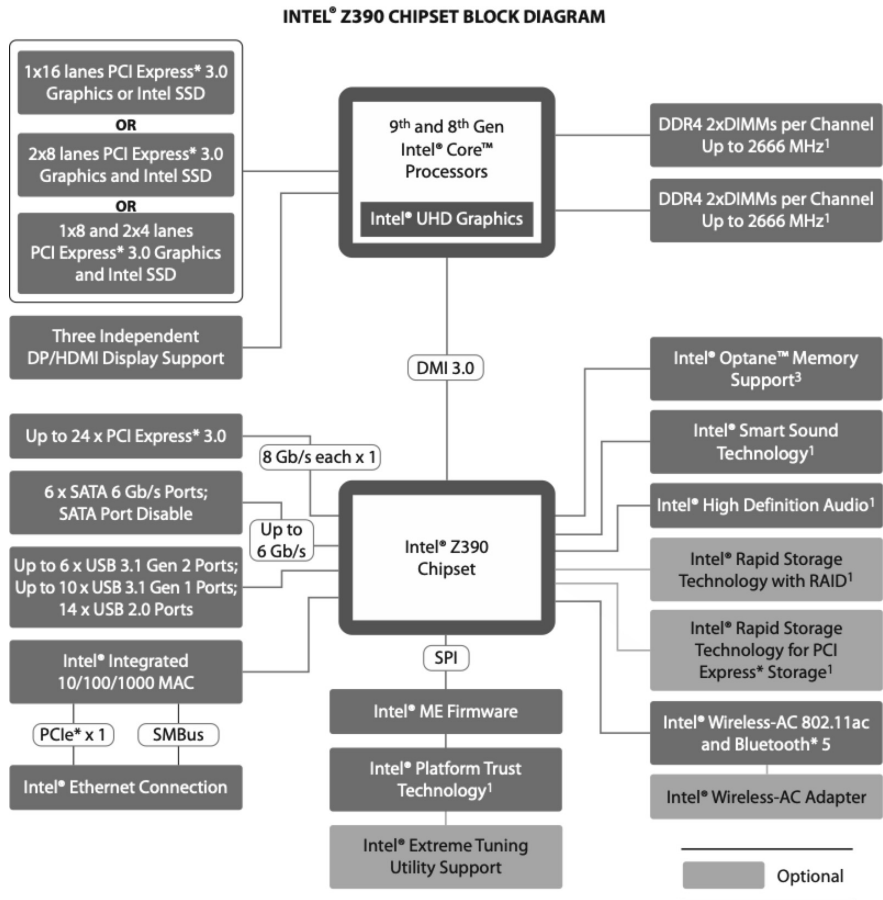 INTEL® Z390 CHIPSET BLOCK DIAGRAM
1x16 lanes PCI Express* 3.0
Graphics or Intel SSD
OR
2x8 lanes PCI Express* 3.0
Graphics and Intel SSD
OR
1x8 and 2x4 lanes
PCI Express* 3.0 Graphics
and Intel SSD
Three Independent
DP/HDMI Display Support
9th and 8th Gen
Intel® Core™
Processors
Intel® UHD Graphics
DDR4 2xDIMMs per Channel
Up to 2666 MHz1
DDR4 2xDIMMs per Channel
Up to 2666 MHz1
DMI 3.0
Up to 24 x PCI Express* 3.0
8 Gb/s each x 1
6 x SATA 6 Gb/s Ports;
SATA Port Disable
Up to
6 Gb/s
Up to 6 x USB 3.1 Gen 2 Ports;
Up to 10 x USB 3.1 Gen 1 Ports;
14 x USB 2.0 Ports
Intel® Integrated
10/100/1000 MAC
PCIe* x 1
SMBus
Intel® Ethernet Connection
Intel® Z390
Chipset
SPI
Intel® ME Firmware
Intel® Platform Trust
Technology1
Intel® Extreme Tuning
Utility Support
Intel® Optane™ Memory
Support3
Intel® Smart Sound
Technology1
Intel® High Definition Audio1
Intel® Rapid Storage
Technology with RAID1
Intel® Rapid Storage
Technology for PCI
Express* Storage1
Intel® Wireless-AC 802.11ac
and Bluetooth* 5
Intel® Wireless-AC Adapter
Optional